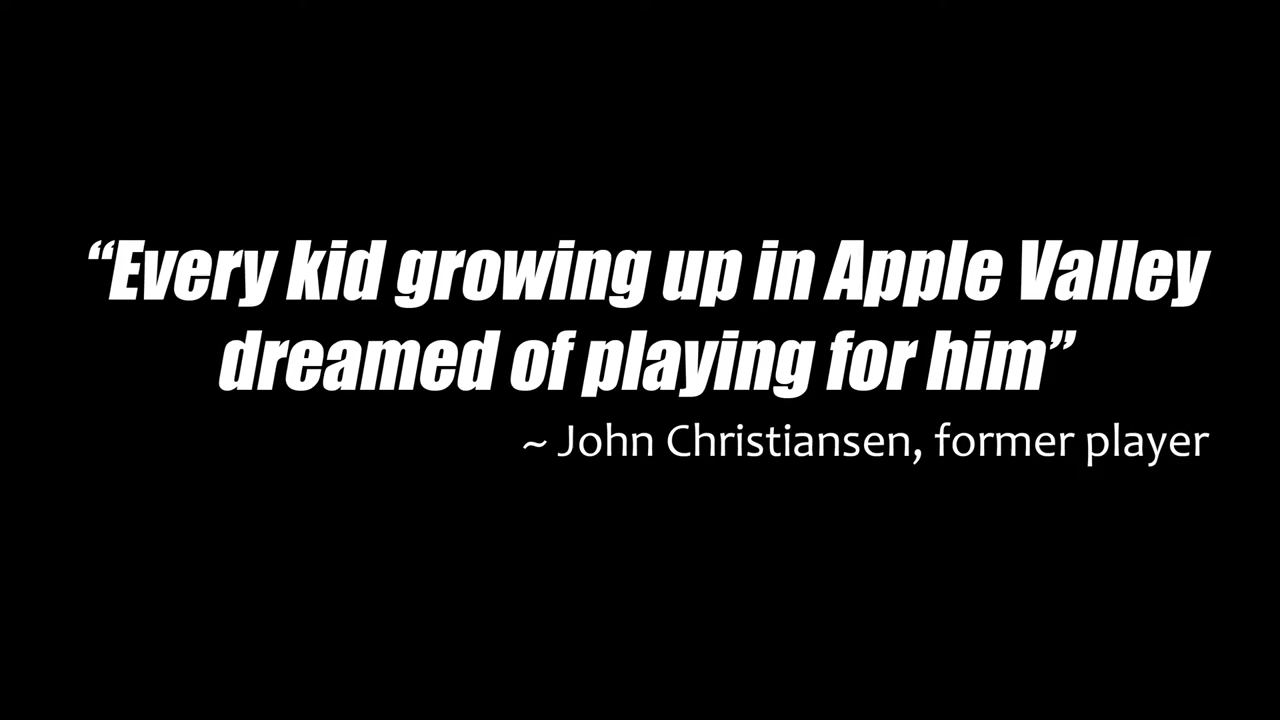 “Every kid growing up in Apple Valley
dreamed of playing for him”
~ John Christiansen, former player